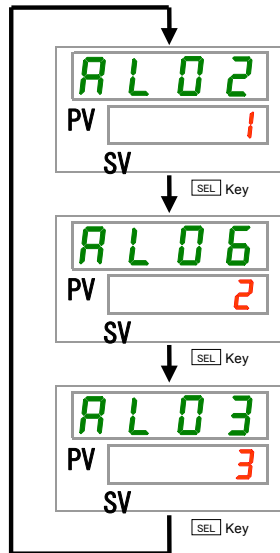 AL02
PV 1
SV
SEL Key
AL06
PV 2
SV
SEL Key
AL03
PV 3
SV
SEL Key